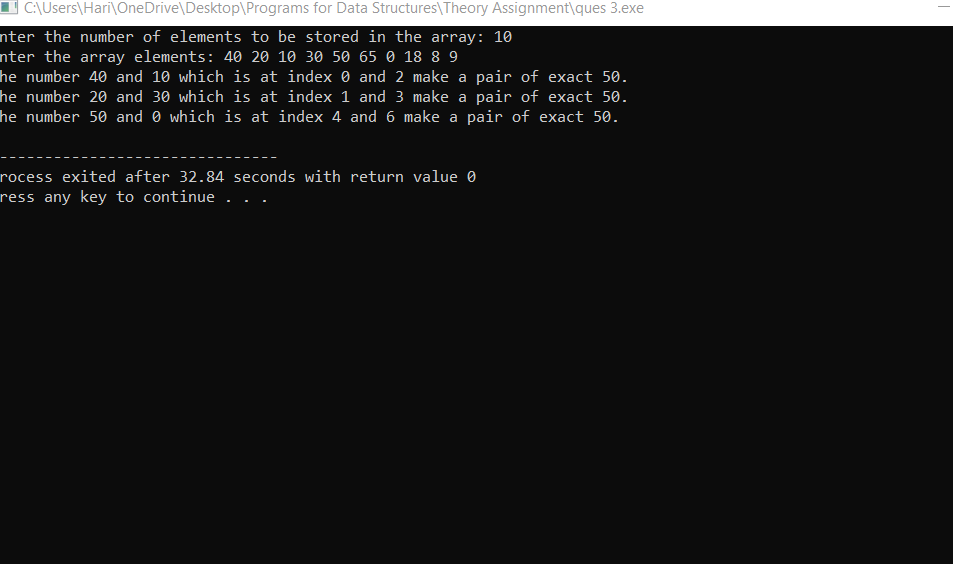 C:\Users\Hari\OneDrive\Desktop\Programs for Data Structures\Theory Assignment\ques 3.exe
nter the number of elements to be stored in the array: 10
nter the array elements: 40 20 10 30 50 65 0 18 8 9
he number 40 and 10 which is at index 0 and 2 make a pair of exact 50.
he number 20 and 30 which is at index 1 and 3 make a pair of exact 50.
he number 50 and 0 which is at index 4 and 6 make a pair of exact 50.
-------------------------------
rocess exited after 32.84 seconds with return value 0
ress any key to continue . . .